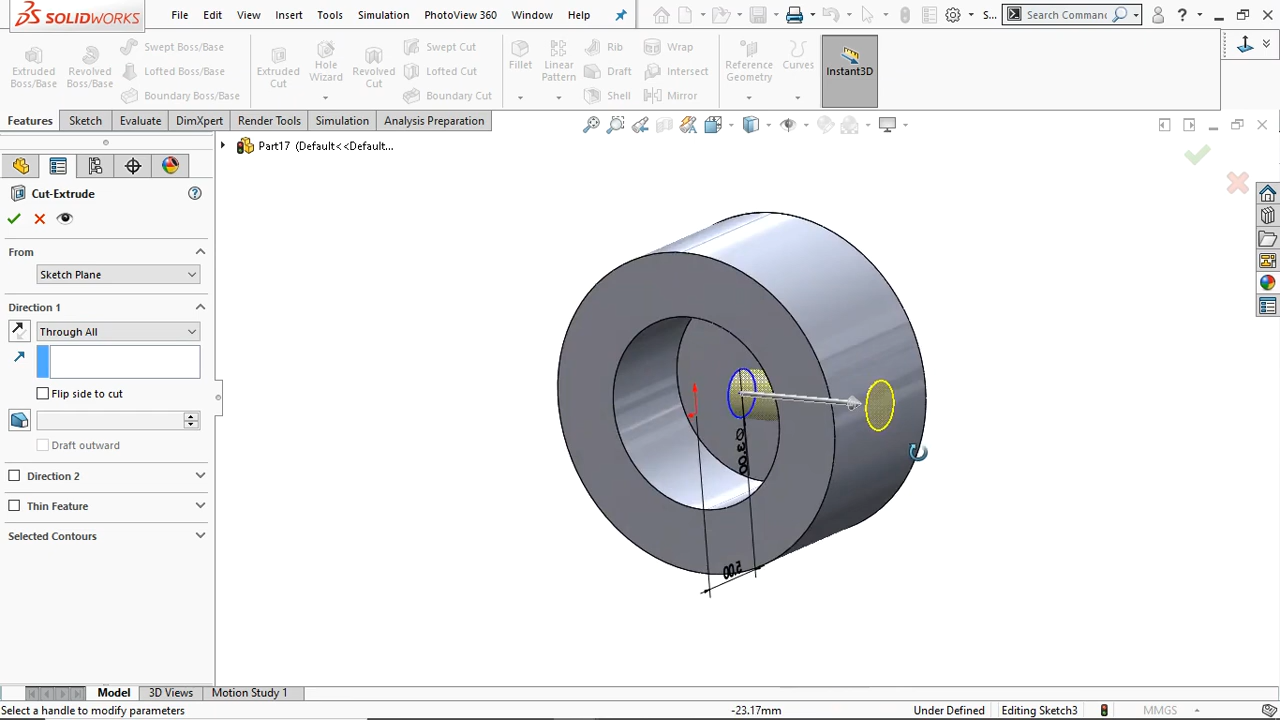 SOLIDWORKS
File Edit View Insert Tools Simulation PhotoView 360 Window Help
S...
Search Comman
?
Extruded Boss/Base
Revolved Boss/Base
Swept Boss/Base
Lofted Boss/Base
Boundary Boss/Base
Extruded Cut
Hole Wizard
Revolved Cut
Swept Cut
Lofted Cut
Boundary Cut
Fillet
Linear Pattern
Rib
Draft
Shell
Wrap
Intersect
Mirror
Reference Geometry
Curves
Instant3D
Features Sketch Evaluate DimXpert Render Tools Simulation Analysis Preparation
Part17 (Default<<Default...
Cut-Extrude
From
Sketch Plane
Direction 1
Through All
Flip side to cut
Draft outward
Direction 2
Thin Feature
Selected Contours
⌀3.00
5.00
Model 3D Views Motion Study 1
Select a handle to modify parameters
-23.17mm
Under Defined
Editing Sketch3
MMGS